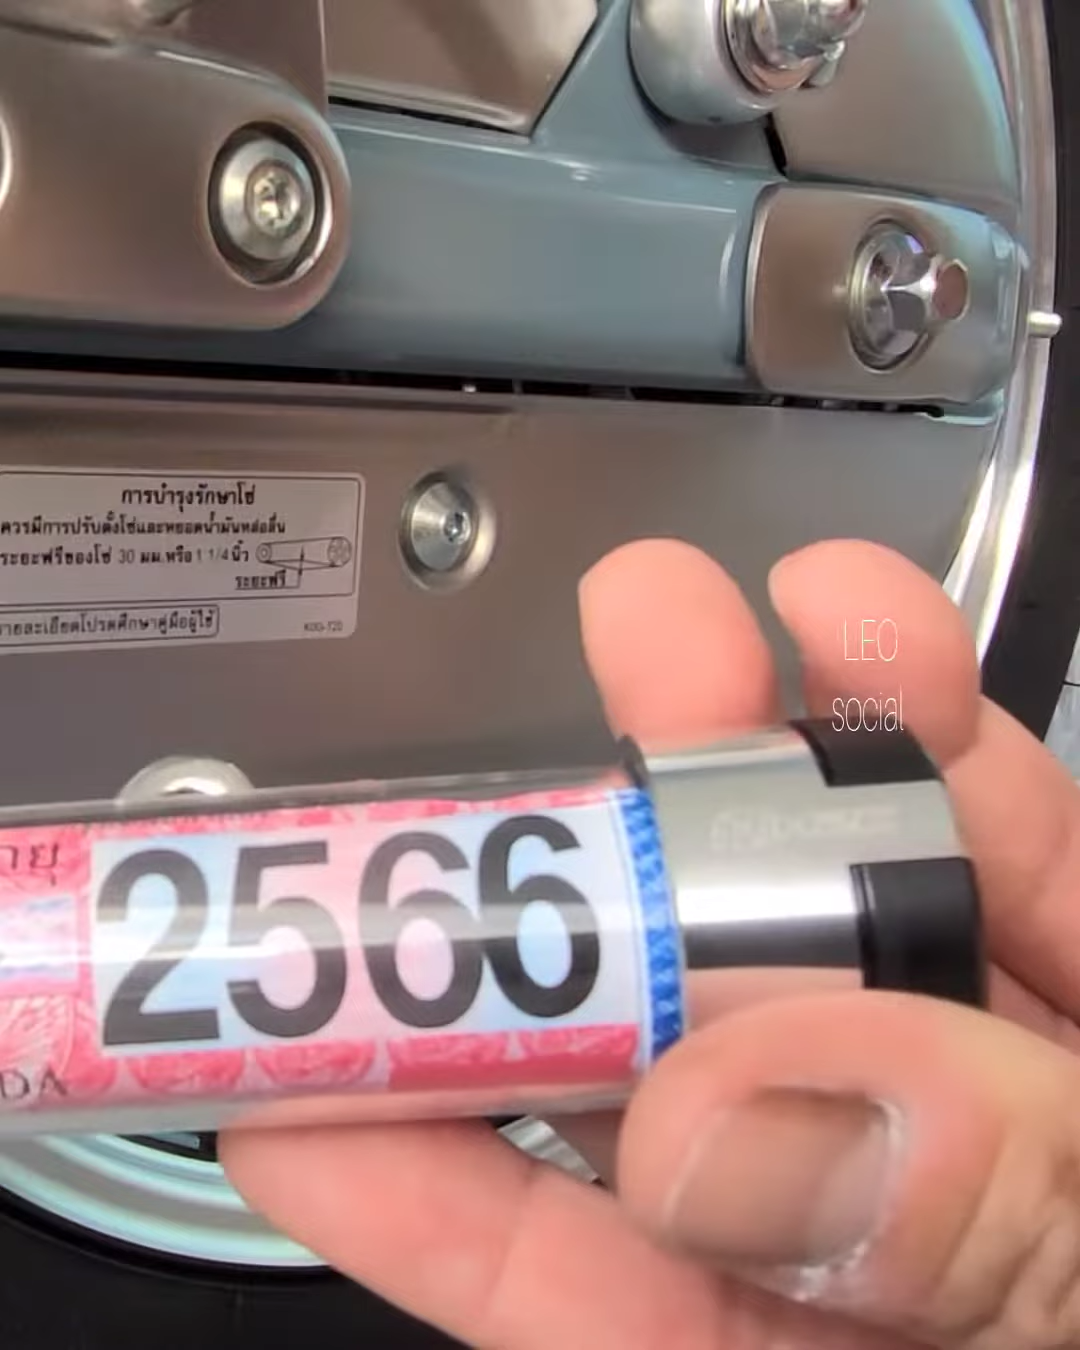 การบำรุงรักษาโซ่
ควรมีการปรับตั้งโซ่และหยอดน้ำมันหล่อลื่น
ระยะฟรีของโซ่ 30 มม.หรือ 1 1/4 นิ้ว
ระยะฟรี
รายละเอียดโปรดศึกษาคู่มือผู้ใช้
LEO
social
2566